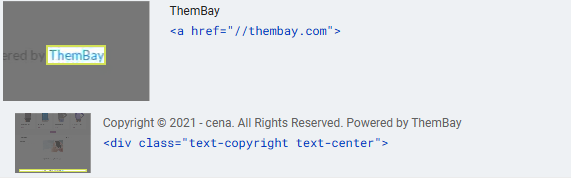 ered by ThemBay
ThemBay
<a href="//thembay.com">
Copyright © 2021 - cena. All Rights Reserved. Powered by ThemBay
<div class="text-copyright text-center">